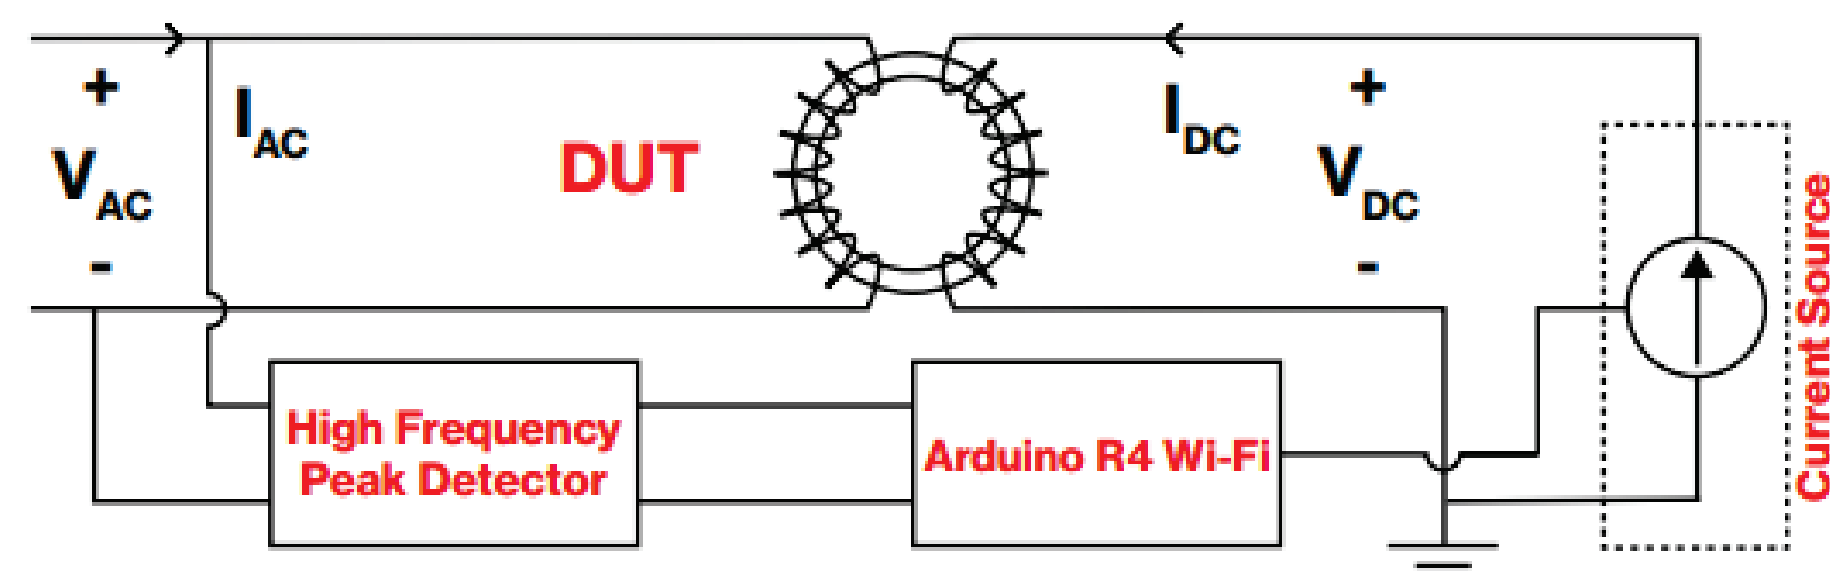 +
V AC
-
I AC
DUT
I DC
+
V DC
-
Current Source
High Frequency
Peak Detector
Arduino R4 Wi-Fi